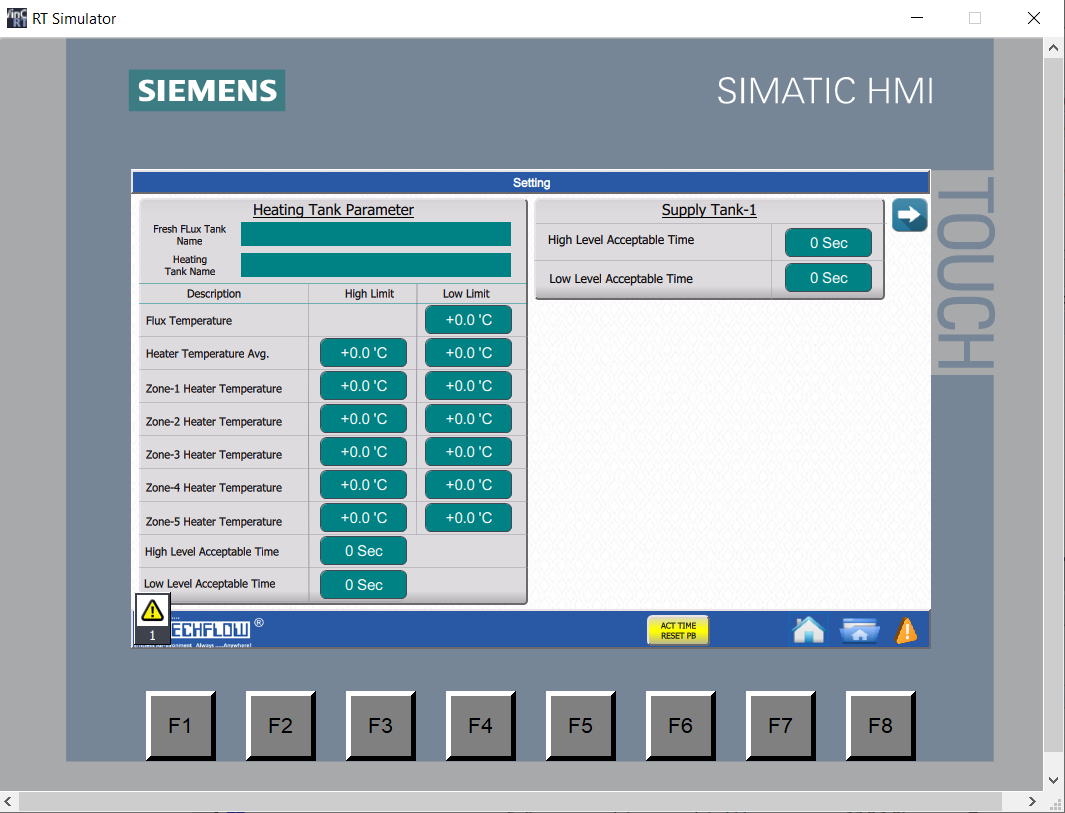 RT Simulator
SIEMENS
SIMATIC HMI
TOUCH
Setting
Heating Tank Parameter
Fresh FLux Tank
Name
Heating
Tank Name
Description High Limit Low Limit
Flux Temperature +0.0 'C
Heater Temperature Avg. +0.0 'C +0.0 'C
Zone-1 Heater Temperature +0.0 'C +0.0 'C
Zone-2 Heater Temperature +0.0 'C +0.0 'C
Zone-3 Heater Temperature +0.0 'C +0.0 'C
Zone-4 Heater Temperature +0.0 'C +0.0 'C
Zone-5 Heater Temperature +0.0 'C +0.0 'C
High Level Acceptable Time 0 Sec
Low Level Acceptable Time 0 Sec
Supply Tank-1
High Level Acceptable Time 0 Sec
Low Level Acceptable Time 0 Sec
1
ECHFLOW ®
Always .....Anywhere!
ACT TIME
RESET PB
F1 F2 F3 F4 F5 F6 F7 F8